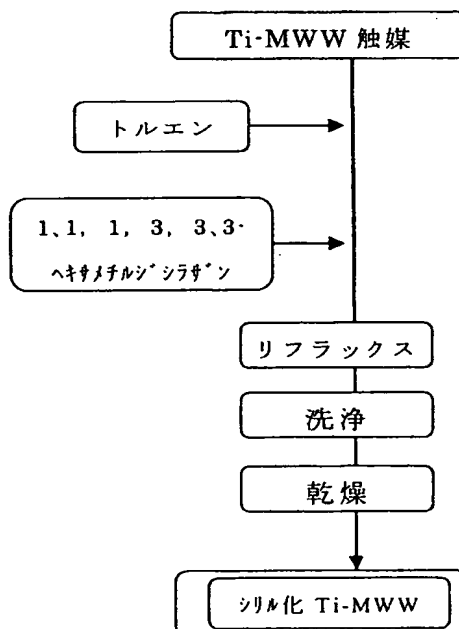 Ti-MWW 触媒
トルエン
1、1, 1, 3, 3、3-
ヘキサメチルジシラザン
リフラックス
洗浄
乾燥
シリル化 Ti-MWW